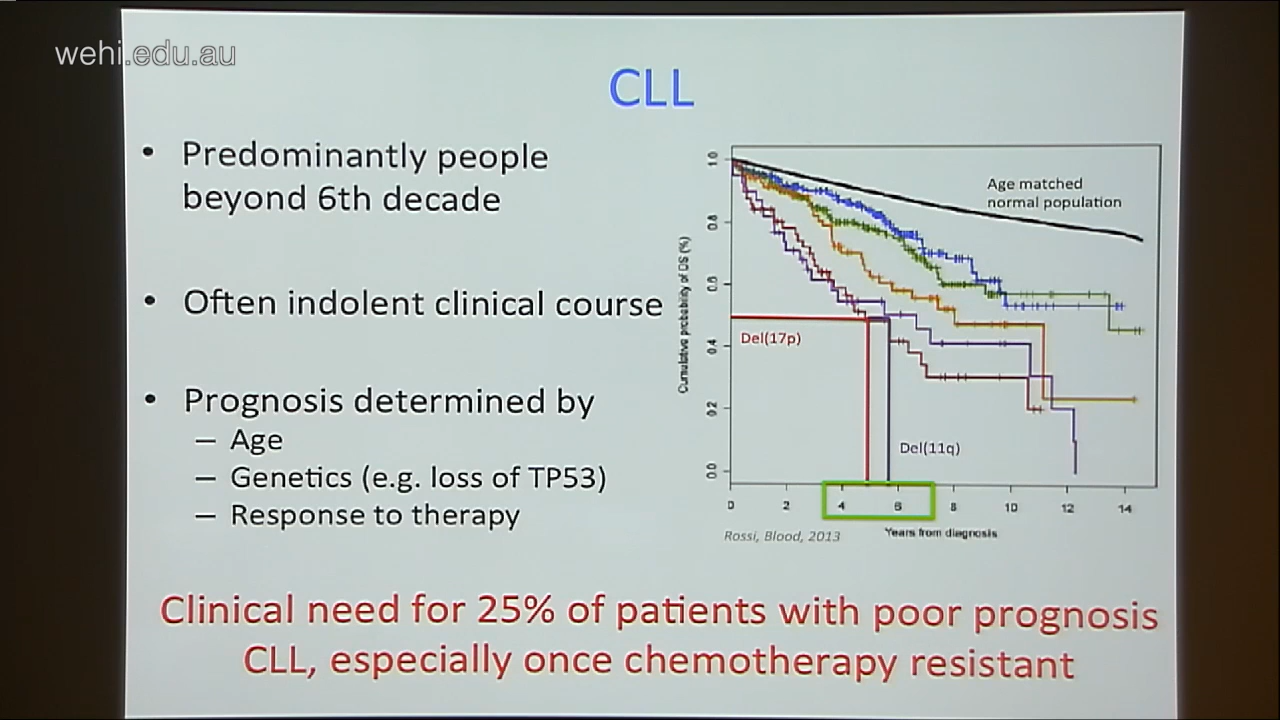 wehi.edu.au
CLL
• Predominantly people
beyond 6th decade
• Often indolent clinical course
• Prognosis determined by
– Age
– Genetics (e.g. loss of TP53)
– Response to therapy
Cumulative probability of OS (%)
1.0
0.8
0.6
0.4
0.2
0.0
Age matched
normal population
Del(17p)
Del(11q)
0 2 4 6 8 10 12 14
Years from diagnosis
Rossi, Blood, 2013
Clinical need for 25% of patients with poor prognosis
CLL, especially once chemotherapy resistant